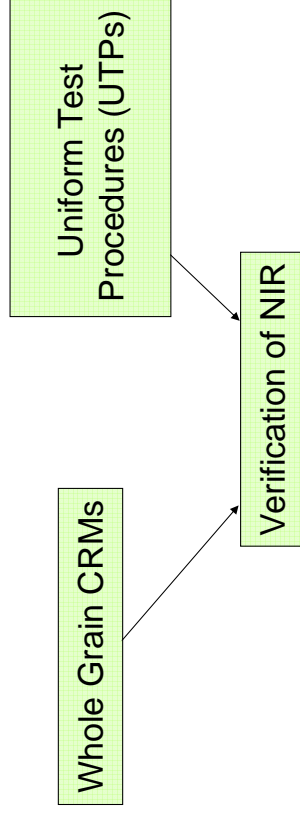 Whole Grain CRMs
Uniform Test
Procedures (UTPs)
Verification of NIR